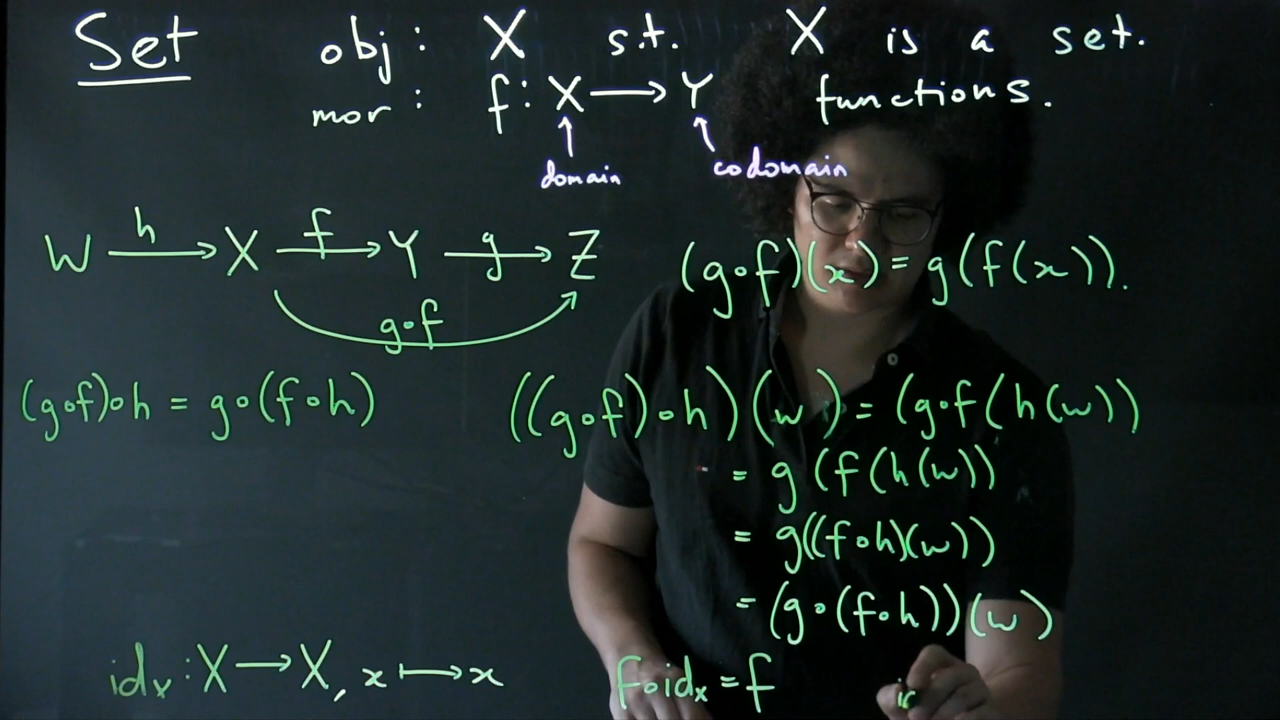 Set obj: X s.t. X is a set.
mor: f: X → Y functions.
domain codomain
W —h→ X —f→ Y —g→ Z (g∘f)(x) = g(f(x)).
g∘f
(g∘f)∘h = g∘(f∘h) ((g∘f)∘h)(w) = (g∘f(h(w))
= g(f(h(w))
= g((f∘h)(w))
= (g∘(f∘h))(w)
idₓ: X → X, x ↦ x f∘idₓ = f